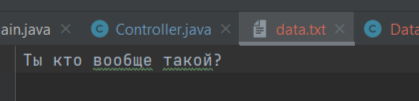 ain.java Controller.java data.txt Data
Ты кто вообще такой?